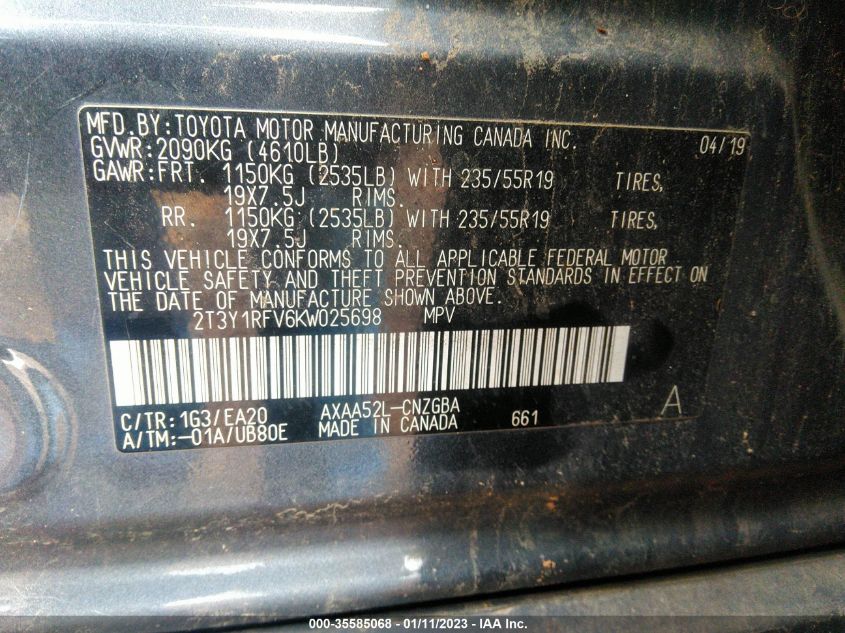 MFD.BY:TOYOTA MOTOR MANUFACTURING CANADA INC. 04/19
GVWR:2090KG (4610LB)
GAWR:FRT. 1150KG (2535LB) WITH 235/55R19 TIRES,
19X7.5J RIMS.
RR. 1150KG (2535LB) WITH 235/55R19 TIRES,
19X7.5J RIMS.
THIS VEHICLE CONFORMS TO ALL APPLICABLE FEDERAL MOTOR
VEHICLE SAFETY AND THEFT PREVENTION STANDARDS IN EFFECT ON
THE DATE OF MANUFACTURE SHOWN ABOVE.
2T3Y1RFV6KW025698 MPV
C/TR:1G3/EA20 AXAA52L-CNZGBA A
A/TM:-01A/UB80E MADE IN CANADA 661
000-35585068 - 01/11/2023 - IAA Inc.